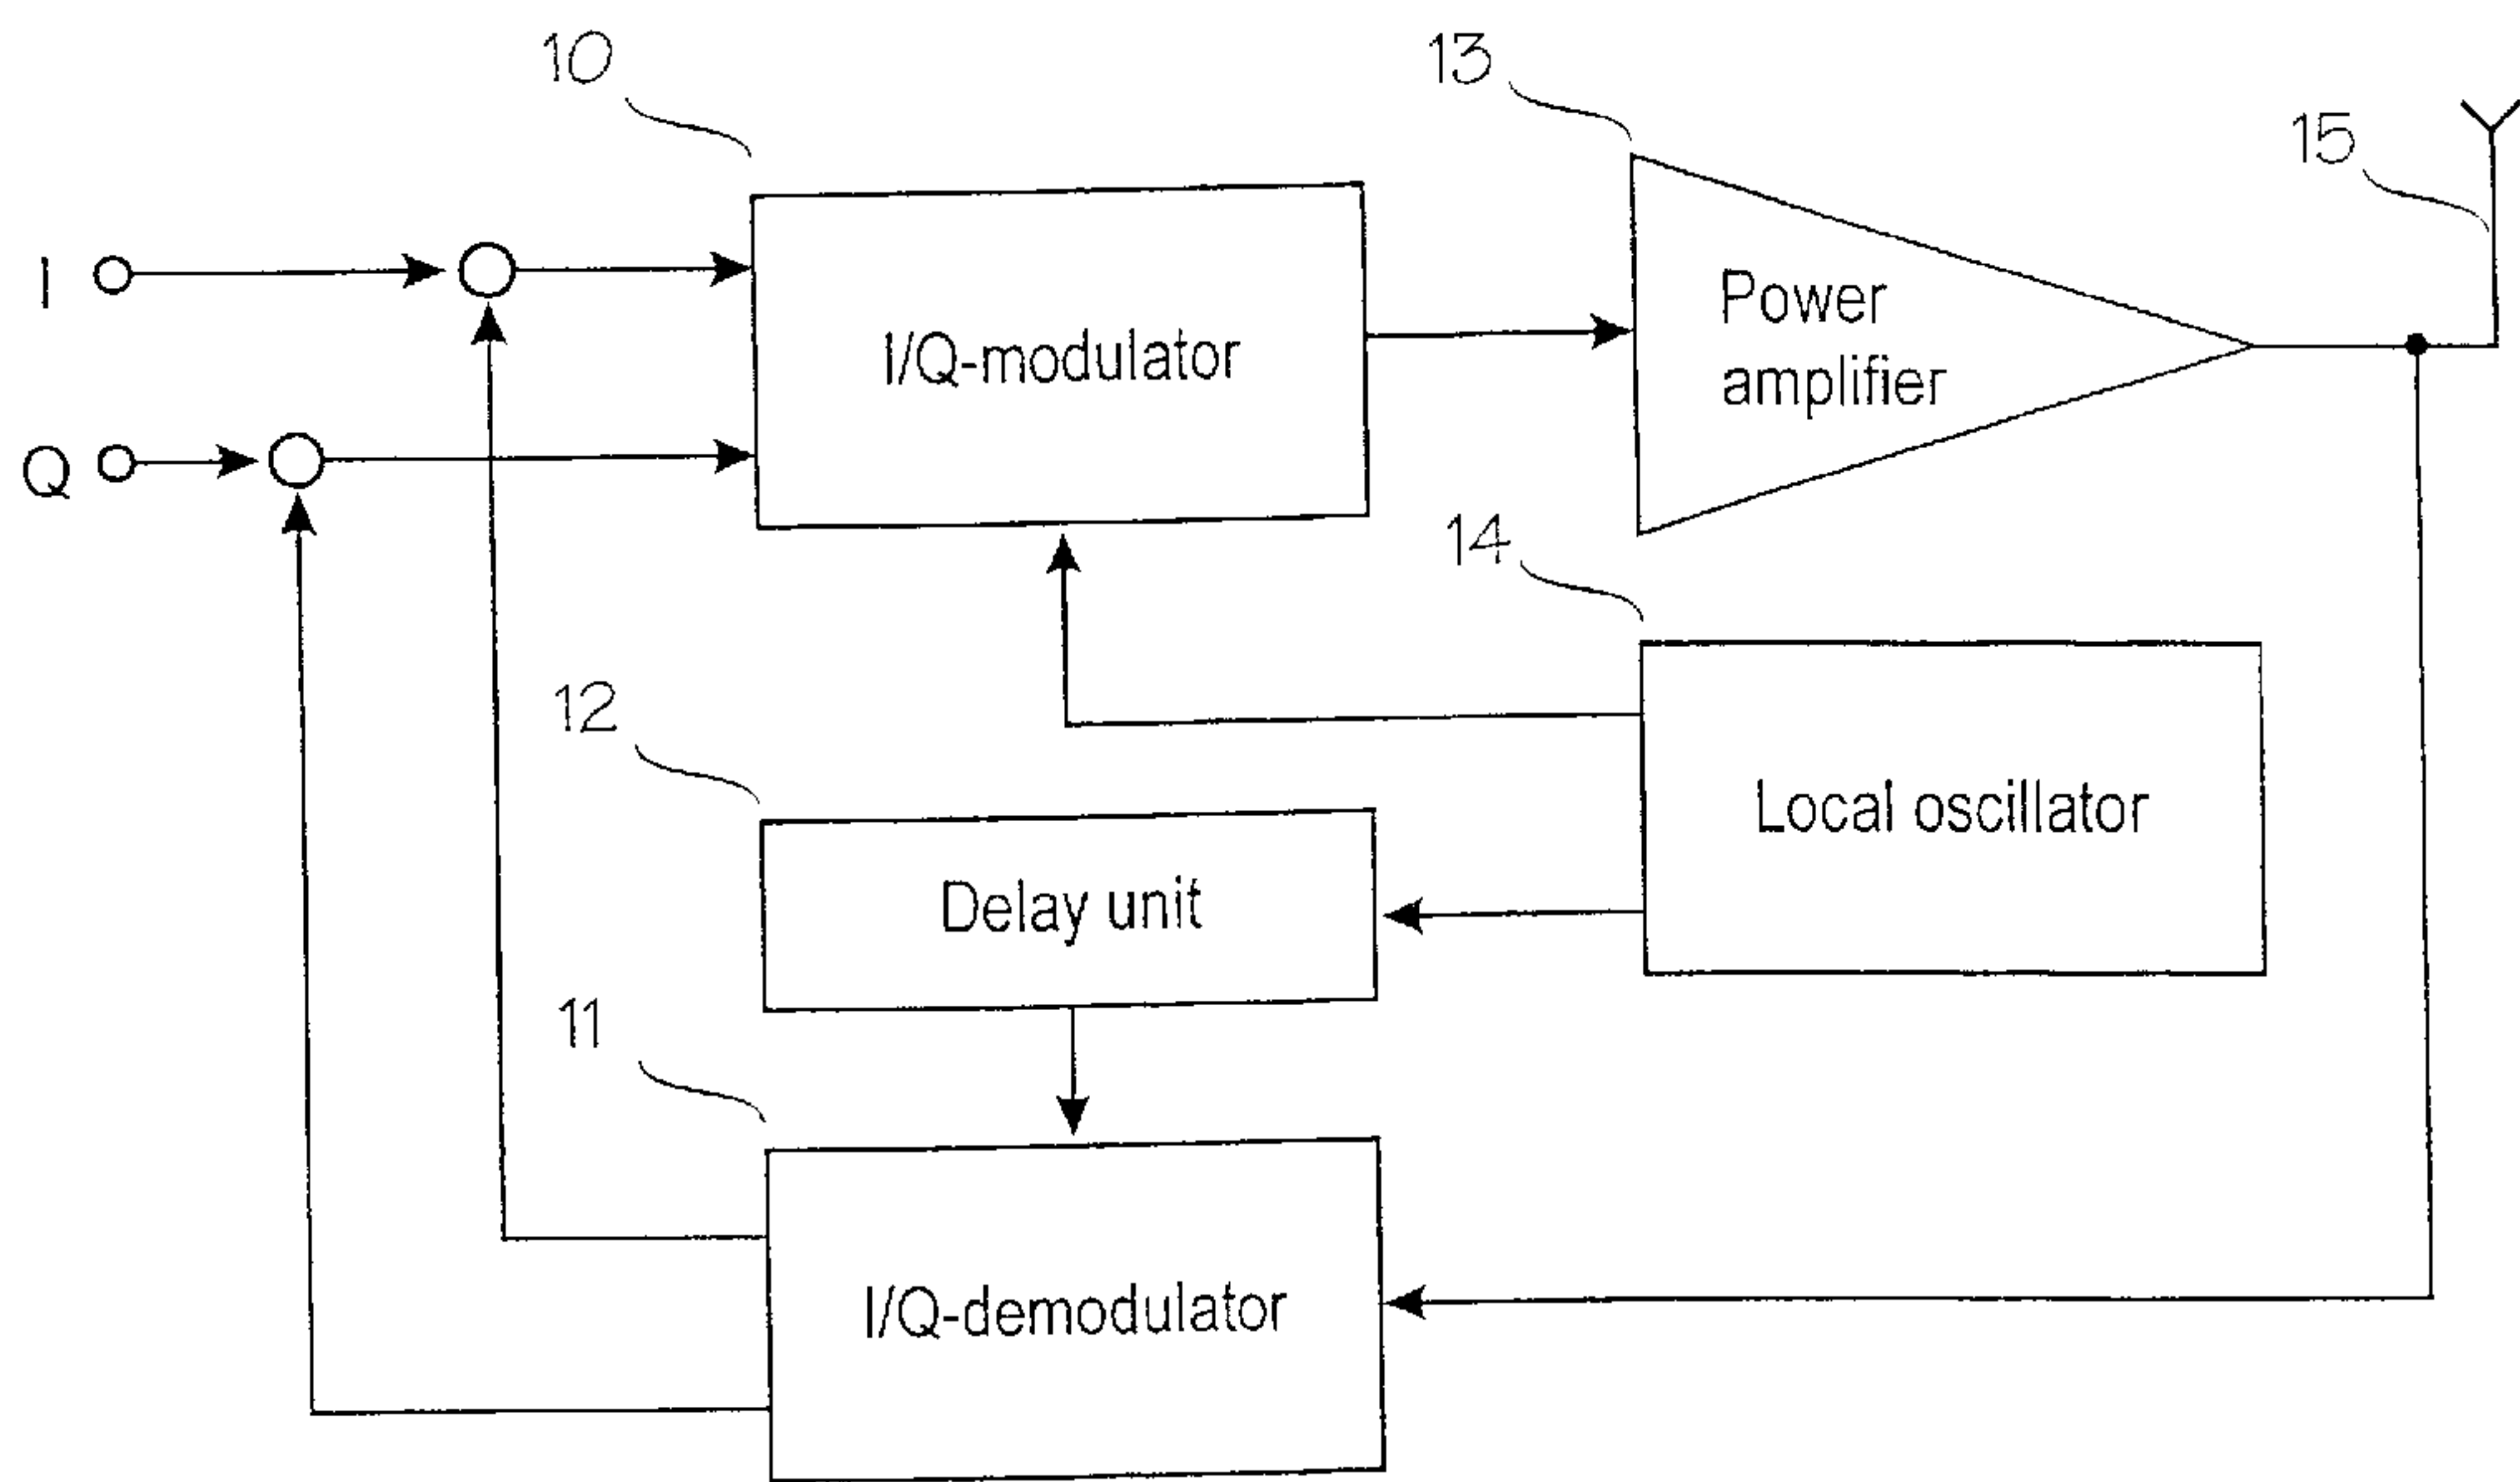 10
13
15
I
I/Q-modulator
Power
amplifier
Q
14
12
Local oscillator
Delay unit
11
I/Q-demodulator